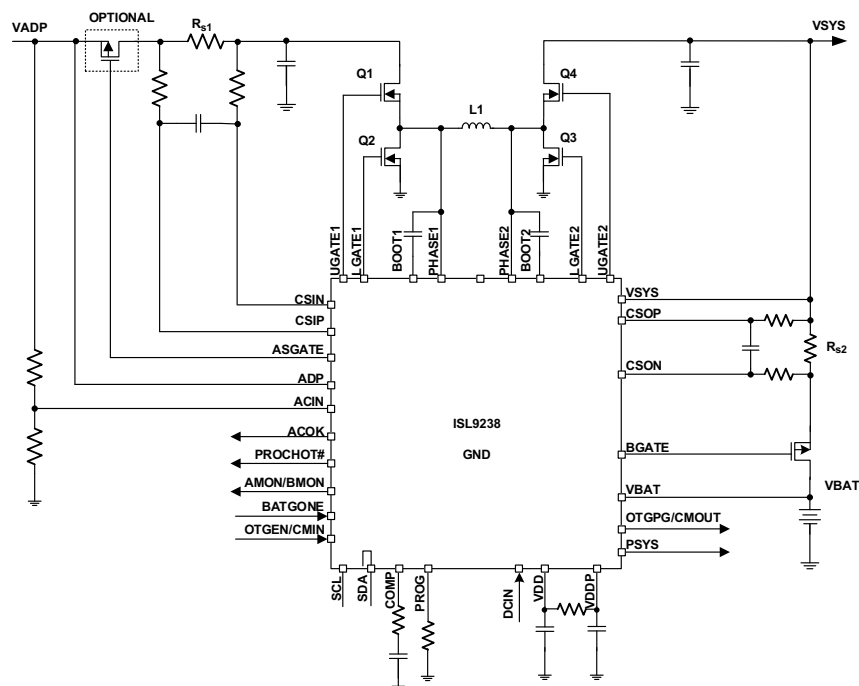 OPTIONAL
VADP
Rs1
VSYS
Q1
Q4
L1
Q2
Q3
UGATE1
LGATE1
BOOT1
PHASE1
PHASE2
BOOT2
LGATE2
UGATE2
CSIN
CSIP
ASGATE
ADP
ACIN
ACOK
PROCHOT#
AMON/BMON
BATGONE
OTGEN/CMIN
ISL9238
GND
VSYS
CSOP
Rs2
CSON
BGATE
VBAT
VBAT
OTGPG/CMOUT
PSYS
SCL
SDA
COMP
PROG
DCIN
VDD
VDDP